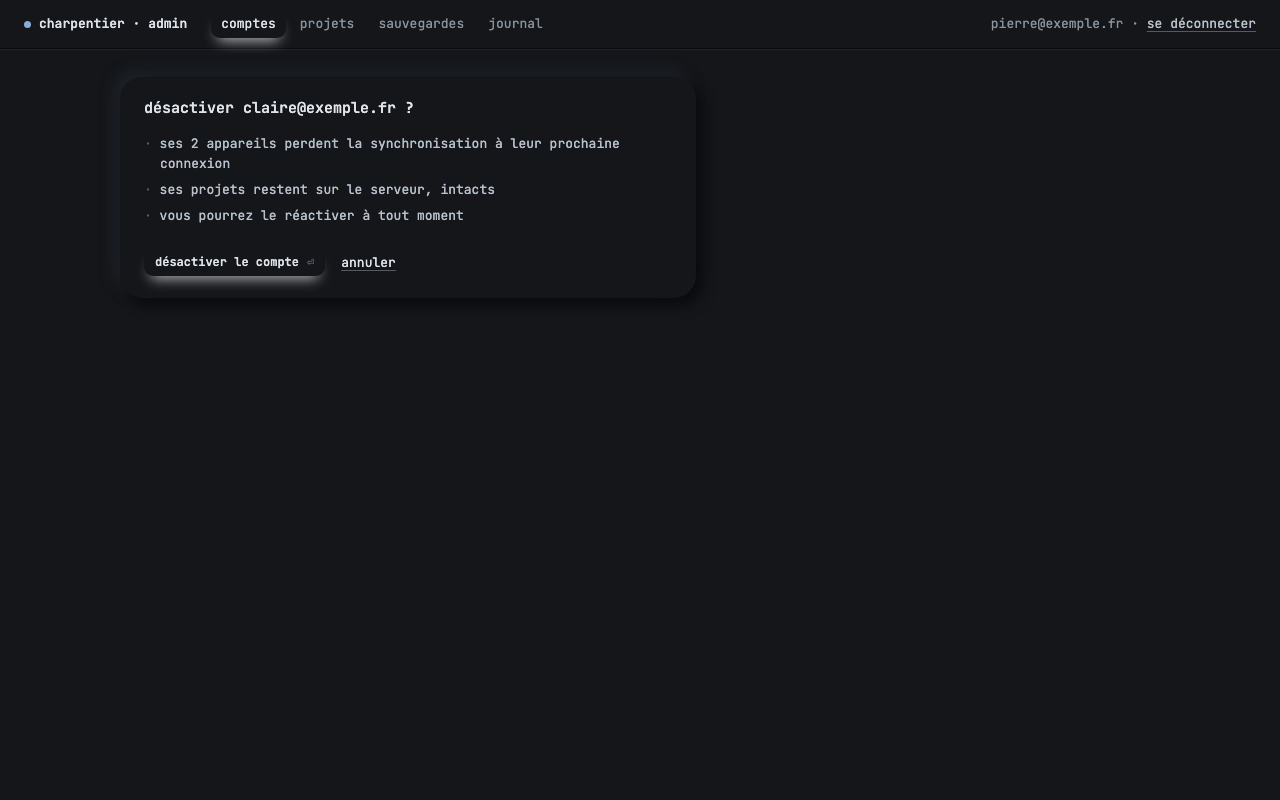 charpentier · admin comptes projets sauvegardes journal pierre@exemple.fr · se déconnecter
désactiver claire@exemple.fr ?
· ses 2 appareils perdent la synchronisation à leur prochaine
connexion
· ses projets restent sur le serveur, intacts
· vous pourrez le réactiver à tout moment
désactiver le compte ⏎ annuler